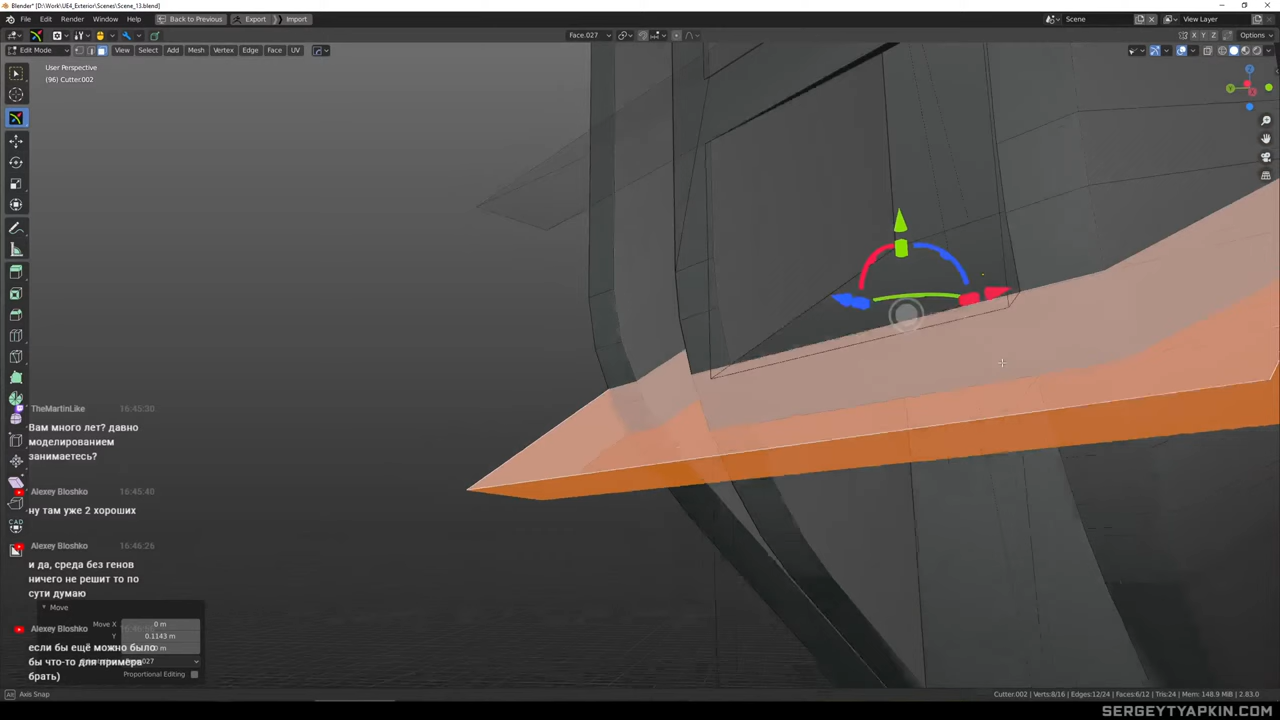 Blender* [D:\Work\UE4_Exterior\Scenes\Scene_13.blend]
File Edit Render Window Help Back to Previous Export Import Scene View Layer
Face.027 Options
Edit Mode View Select Add Mesh Vertex Edge Face UV
X Y Z
User Perspective
(96) Cutter.002
Z
Y
TheMartinLike 16:45:30
Вам много лет? давно
моделированием
занимаетесь?
Alexey Bloshko 16:45:40
ну там уже 2 хороших
CAD
Alexey Bloshko 16:46:26
и да, среда без генов
ничего не решит то по
сути думаю
Move
Move X 0 m
Alexey Bloshko
Y 0.1143 m
если бы ещё можно было
бы что-то для примера
брать)
Proportional Editing
Axis Snap
Cutter.002 | Verts:8/16 | Edges:12/24 | Faces:6/12 | Tris:24 | Mem: 148.9 MiB | 2.83.0
SERGEYTYAPKIN.COM